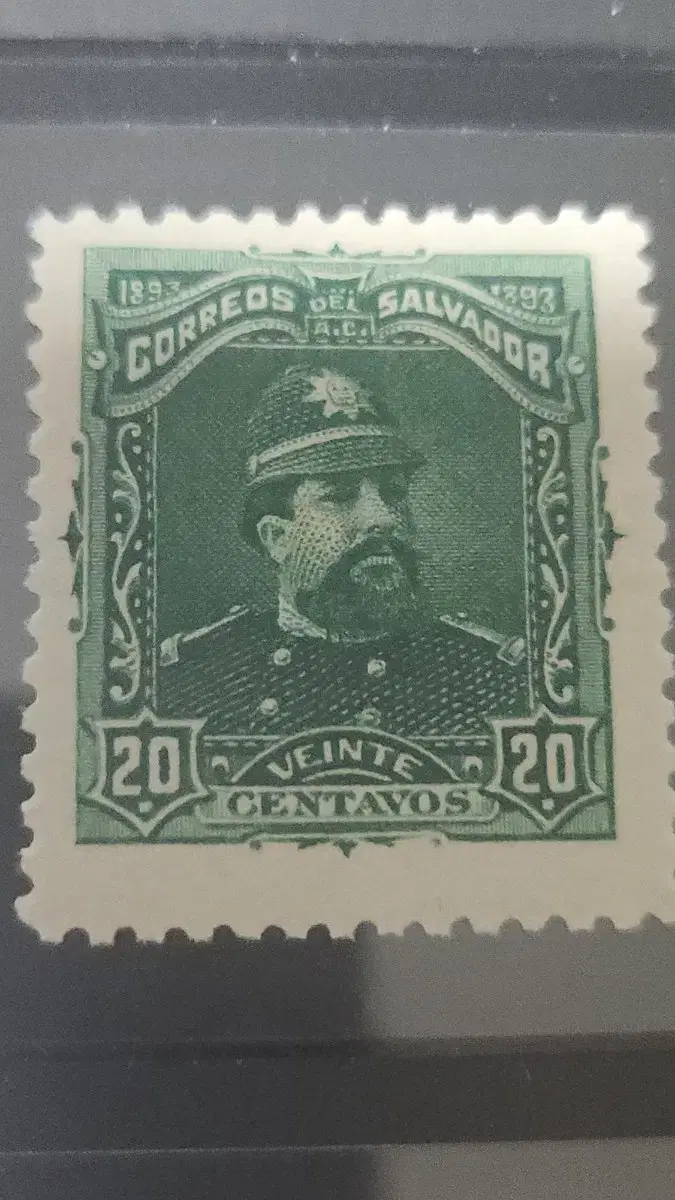 1893 1893
CORREOS DEL SALVADOR
A.C.
20 VEINTE 20
CENTAVOS